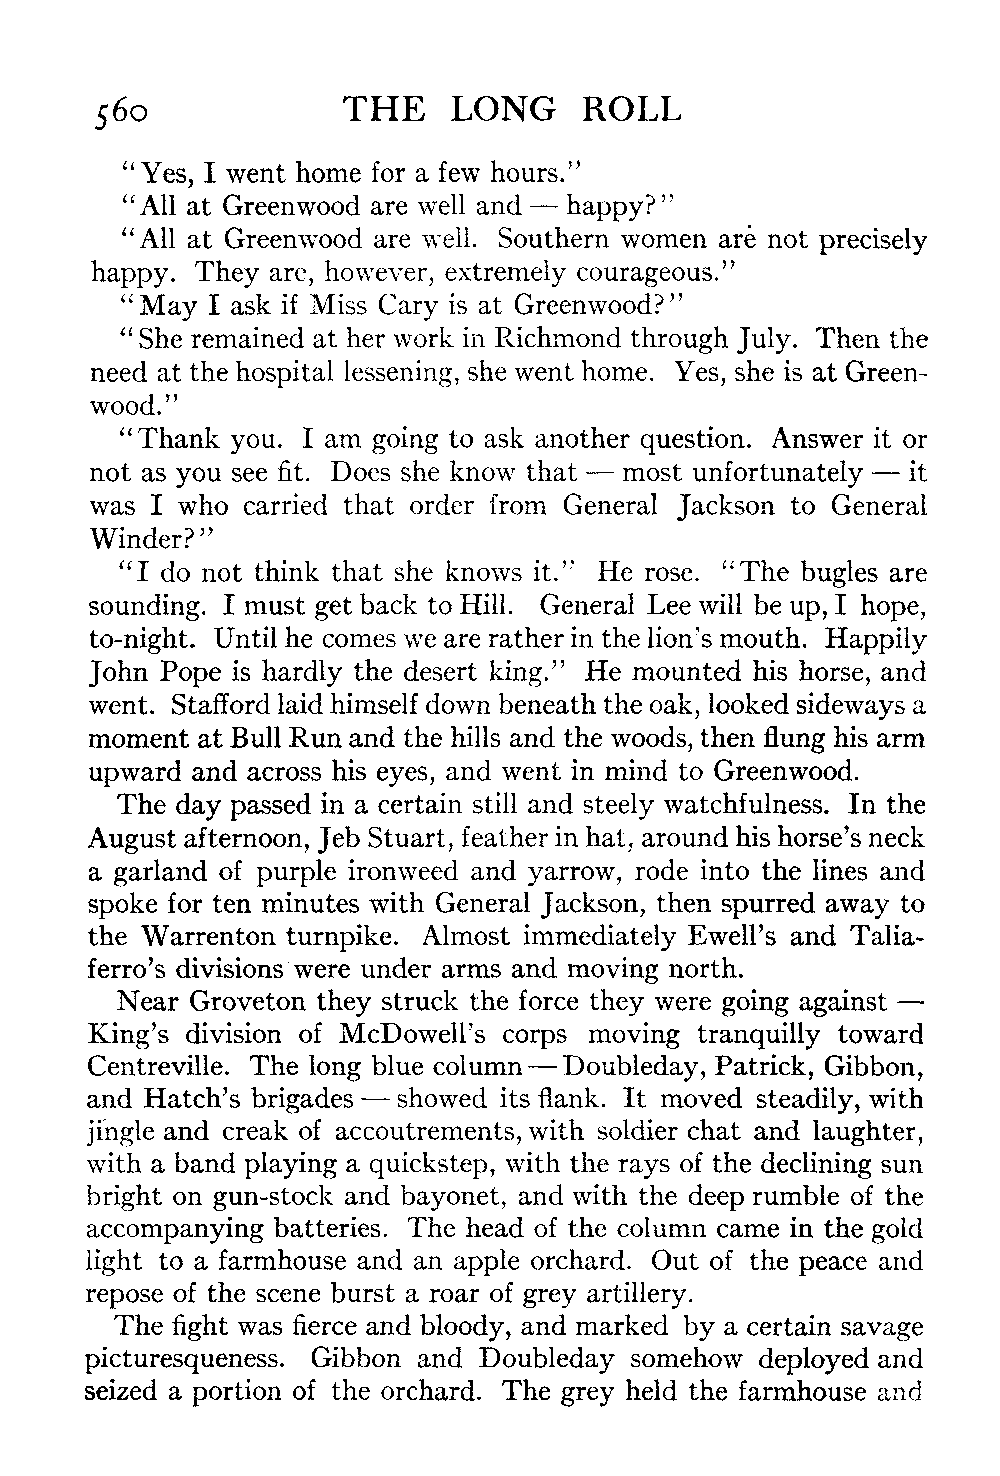 560 THE LONG ROLL
"Yes, I went home for a few hours."
"All at Greenwood are well and — happy?"
"All at Greenwood are well. Southern women are not precisely
happy. They are, however, extremely courageous."
"May I ask if Miss Cary is at Greenwood?"
"She remained at her work in Richmond through July. Then the
need at the hospital lessening, she went home. Yes, she is at Green-
wood."
"Thank you. I am going to ask another question. Answer it or
not as you see fit. Does she know that — most unfortunately — it
was I who carried that order from General Jackson to General
Winder?"
"I do not think that she knows it." He rose. "The bugles are
sounding. I must get back to Hill. General Lee will be up, I hope,
to-night. Until he comes we are rather in the lion's mouth. Happily
John Pope is hardly the desert king." He mounted his horse, and
went. Stafford laid himself down beneath the oak, looked sideways a
moment at Bull Run and the hills and the woods, then flung his arm
upward and across his eyes, and went in mind to Greenwood.
The day passed in a certain still and steely watchfulness. In the
August afternoon, Jeb Stuart, feather in hat, around his horse's neck
a garland of purple ironweed and yarrow, rode into the lines and
spoke for ten minutes with General Jackson, then spurred away to
the Warrenton turnpike. Almost immediately Ewell's and Talia-
ferro's divisions were under arms and moving north.
Near Groveton they struck the force they were going against —
King's division of McDowell's corps moving tranquilly toward
Centreville. The long blue column — Doubleday, Patrick, Gibbon,
and Hatch's brigades — showed its flank. It moved steadily, with
jingle and creak of accoutrements, with soldier chat and laughter,
with a band playing a quickstep, with the rays of the declining sun
bright on gun-stock and bayonet, and with the deep rumble of the
accompanying batteries. The head of the column came in the gold
light to a farmhouse and an apple orchard. Out of the peace and
repose of the scene burst a roar of grey artillery.
The fight was fierce and bloody, and marked by a certain savage
picturesqueness. Gibbon and Doubleday somehow deployed and
seized a portion of the orchard. The grey held the farmhouse and